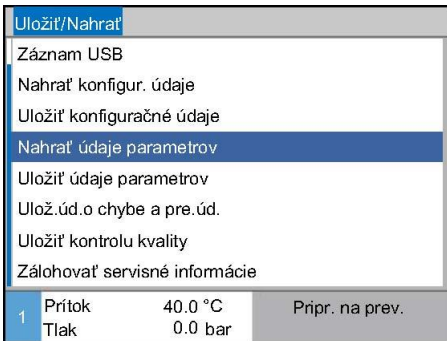 Uložiť/Nahrať
Záznam USB
Nahrať konfigur. údaje
Uložiť konfiguračné údaje
Nahrať údaje parametrov
Uložiť údaje parametrov
Ulož.úd.o chybe a pre.úd.
Uložiť kontrolu kvality
Zálohovať servisné informácie
1 Prítok 40.0 °C Pripr. na prev.
Tlak 0.0 bar